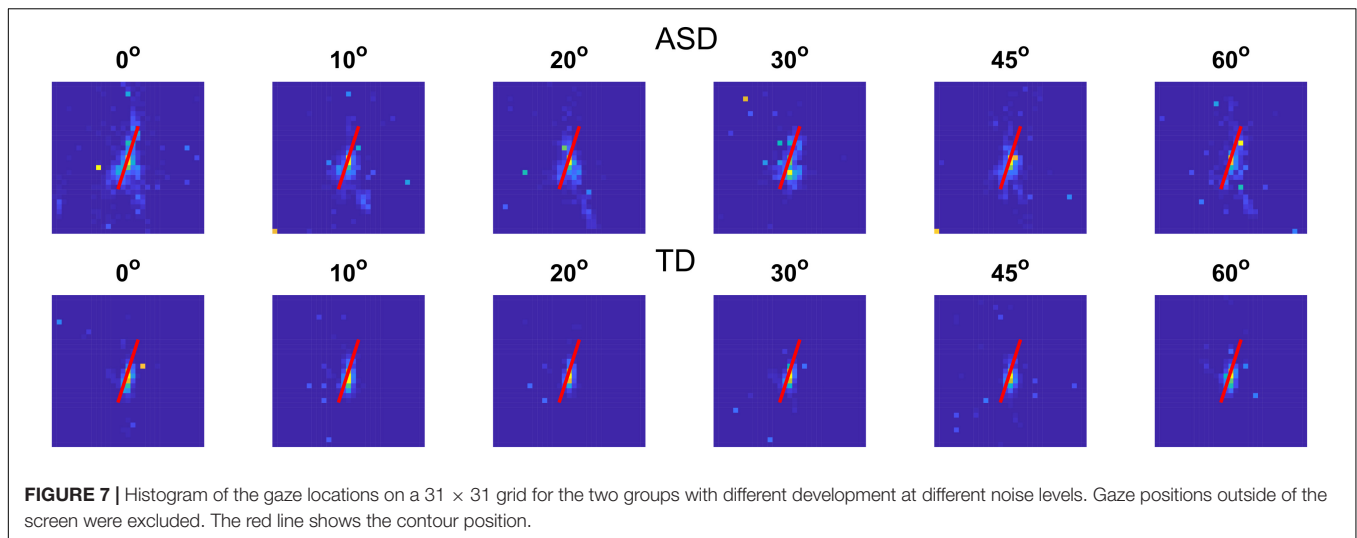 ASD
0° 10° 20° 30° 45° 60°
TD
0° 10° 20° 30° 45° 60°
FIGURE 7 | Histogram of the gaze locations on a 31 × 31 grid for the two groups with different development at different noise levels. Gaze positions outside of the
screen were excluded. The red line shows the contour position.